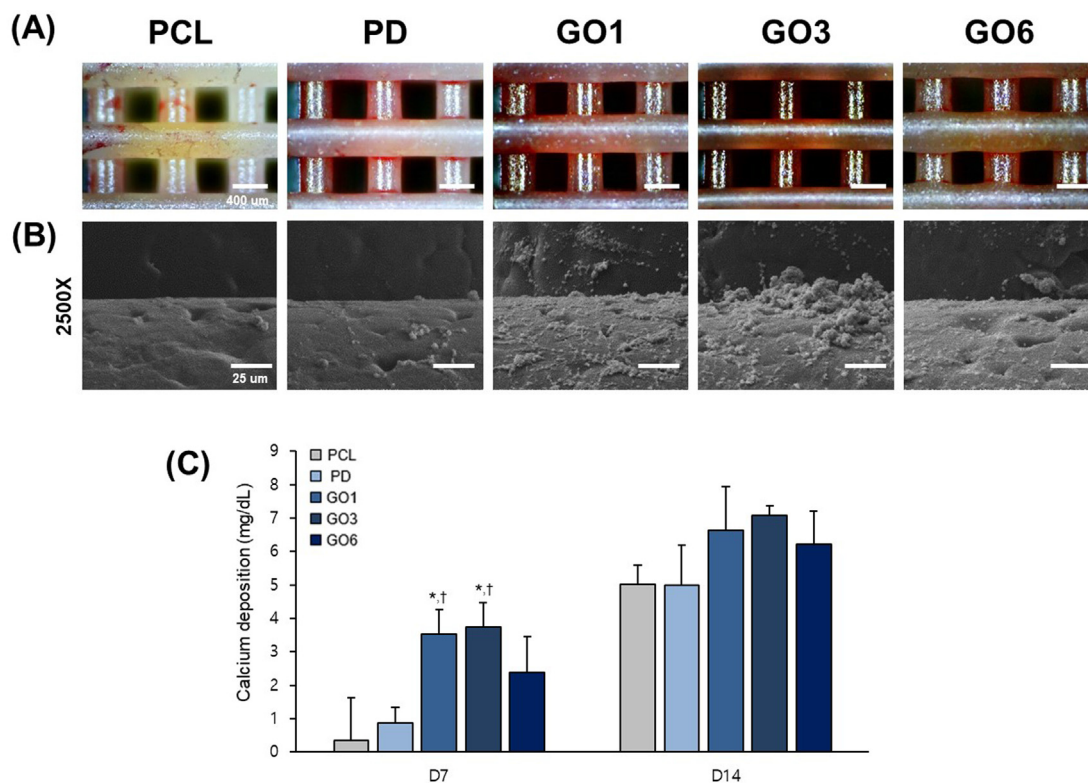 (A)
PCL
PD
GO1
GO3
GO6
400 um
(B)
2500X
25 um
(C)
Calcium deposition (mg/dL)
9
8
7
6
5
4
3
2
1
0
PCL
PD
GO1
GO3
GO6
*,†
*,†
D7
D14